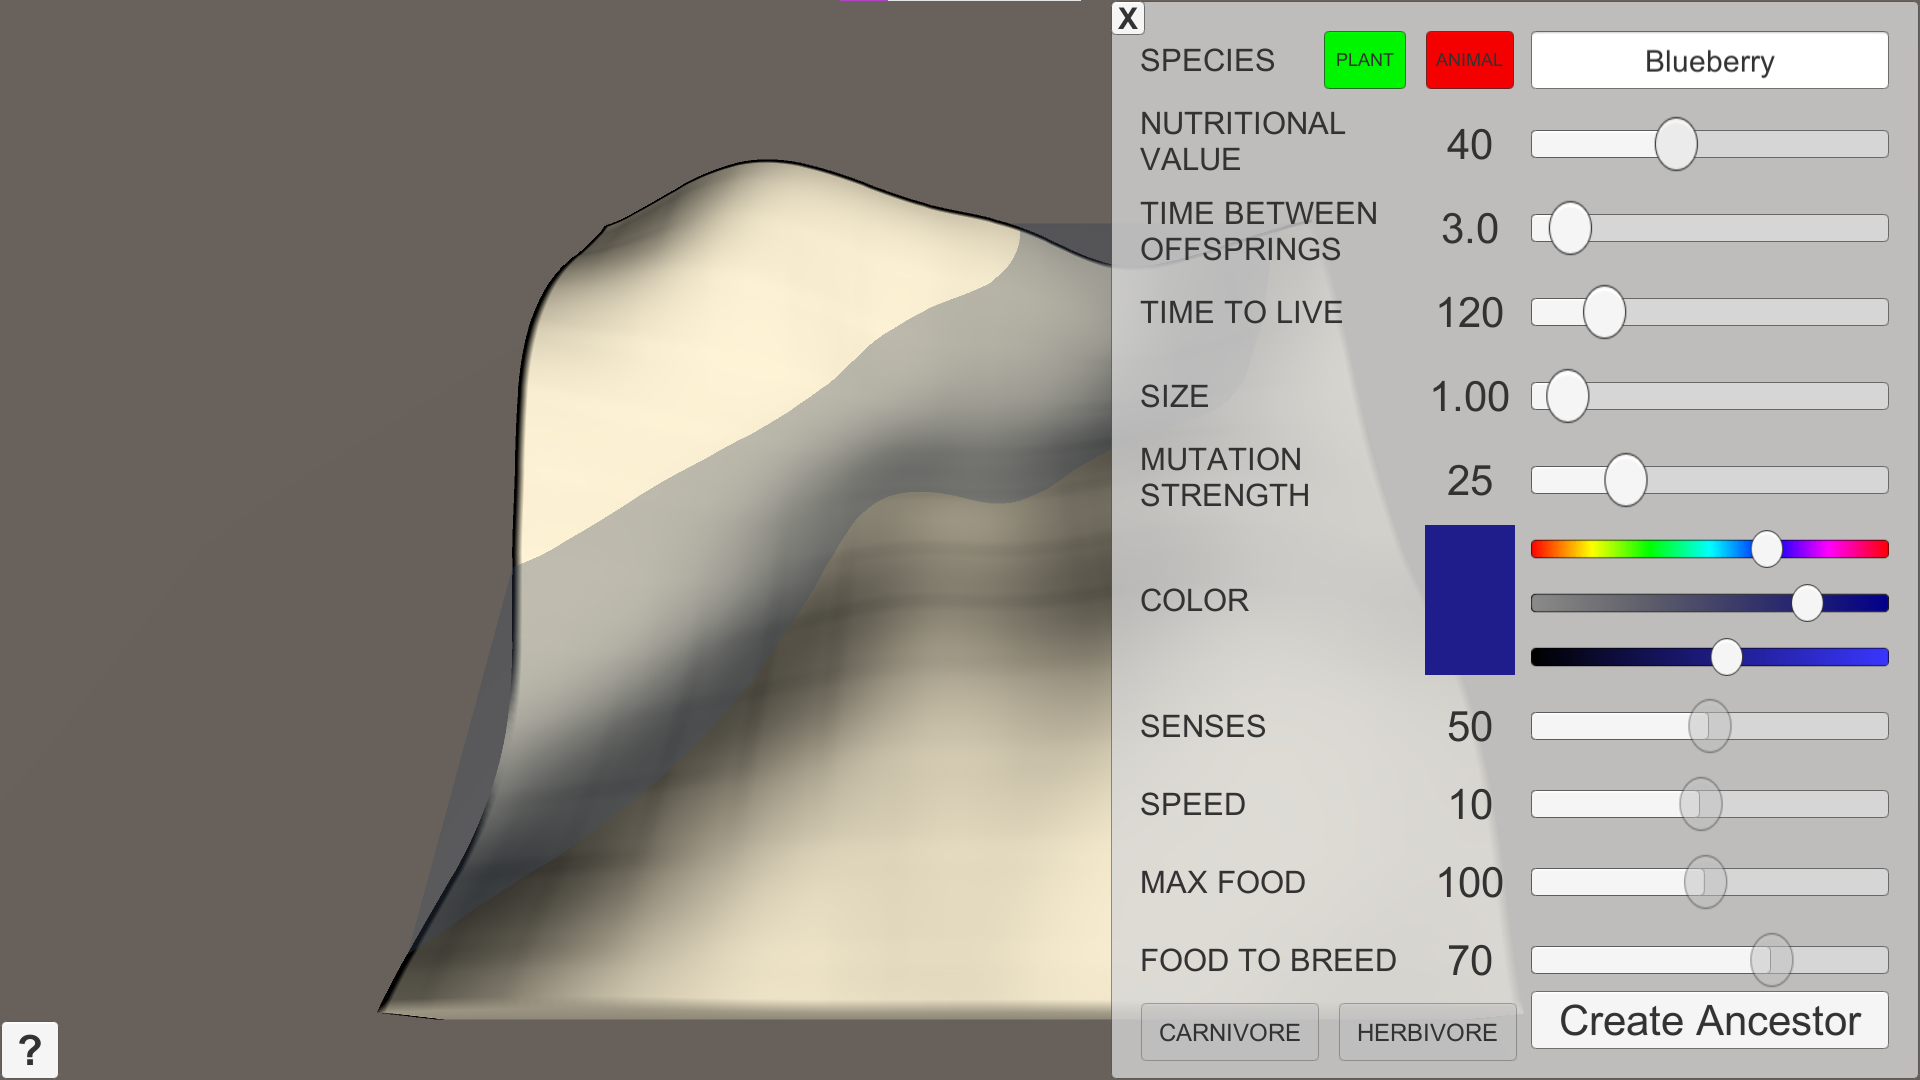 X
SPECIES PLANT ANIMAL Blueberry
NUTRITIONAL
VALUE 40
TIME BETWEEN
OFFSPRINGS 3.0
TIME TO LIVE 120
SIZE 1.00
MUTATION
STRENGTH 25
COLOR
SENSES 50
SPEED 10
MAX FOOD 100
FOOD TO BREED 70
CARNIVORE HERBIVORE Create Ancestor
?